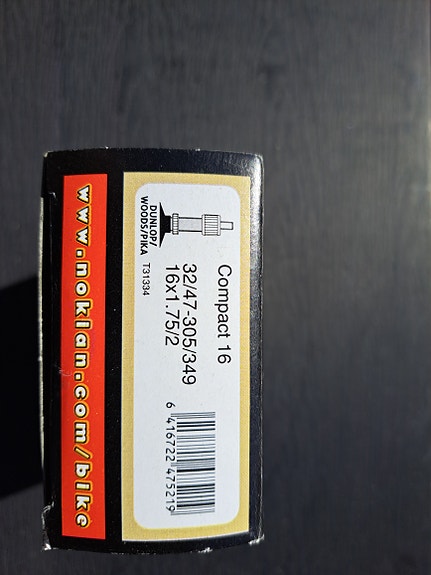 Compact 16
32/47-305/349
16x1.75/2
DUNLOP/
WOODS/PIKA
T31334
6 416722 475219
www.nokian.com/bike